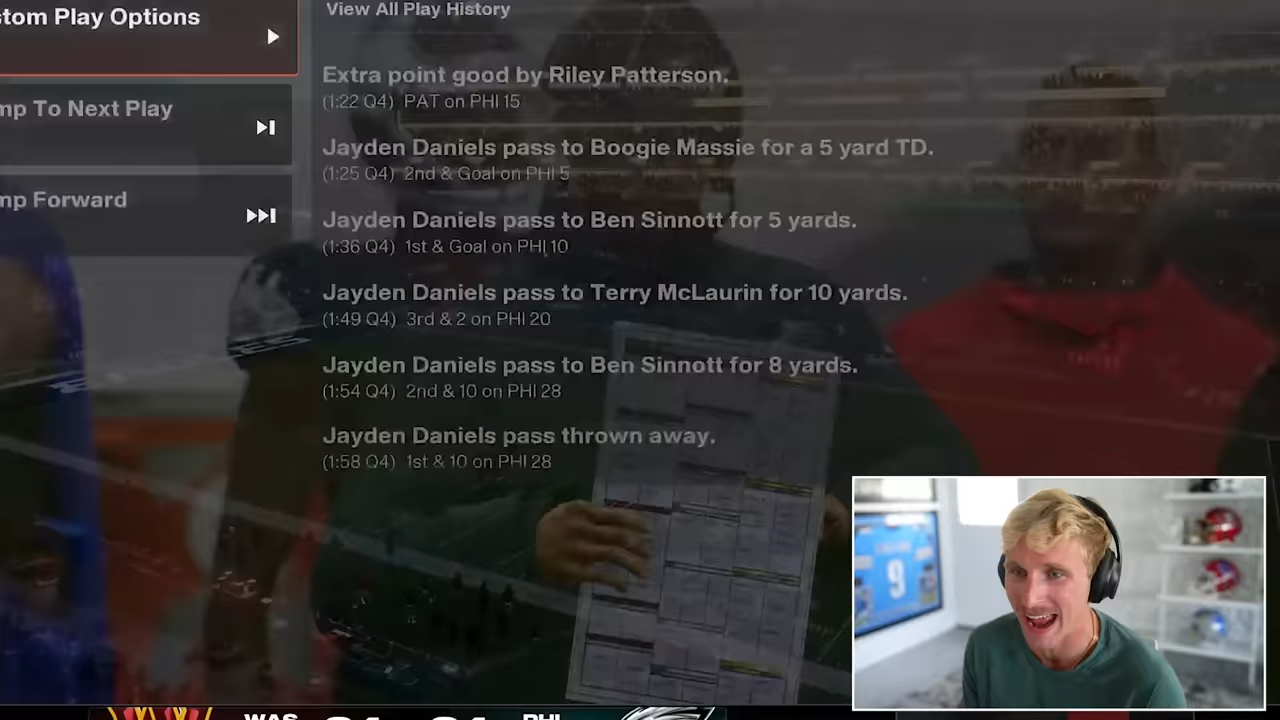 stom Play Options
View All Play History
mp To Next Play
mp Forward
Extra point good by Riley Patterson.
(1:22 Q4) PAT on PHI 15
Jayden Daniels pass to Boogie Massie for a 5 yard TD.
(1:25 Q4) 2nd & Goal on PHI 5
Jayden Daniels pass to Ben Sinnott for 5 yards.
(1:36 Q4) 1st & Goal on PHI 10
Jayden Daniels pass to Terry McLaurin for 10 yards.
(1:49 Q4) 3rd & 2 on PHI 20
Jayden Daniels pass to Ben Sinnott for 8 yards.
(1:54 Q4) 2nd & 10 on PHI 28
Jayden Daniels pass thrown away.
(1:58 Q4) 1st & 10 on PHI 28
9
WAS PHI